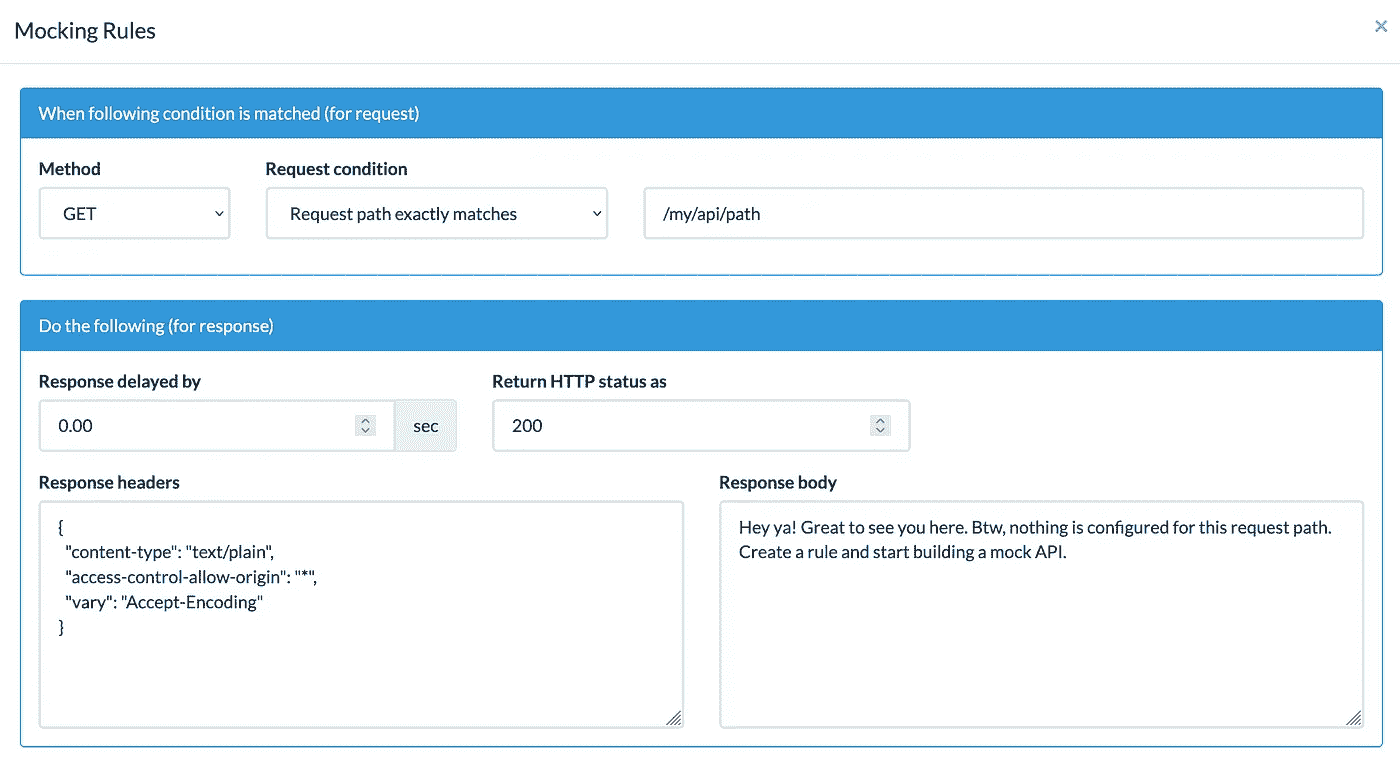 Mocking Rules
×
When following condition is matched (for request)
Method
Request condition
GET
Request path exactly matches
/my/api/path
Do the following (for response)
Response delayed by
Return HTTP status as
0.00
sec
200
Response headers
Response body
{
"content-type": "text/plain",
"access-control-allow-origin": "*",
"vary": "Accept-Encoding"
}
Hey ya! Great to see you here. Btw, nothing is configured for this request path.
Create a rule and start building a mock API.